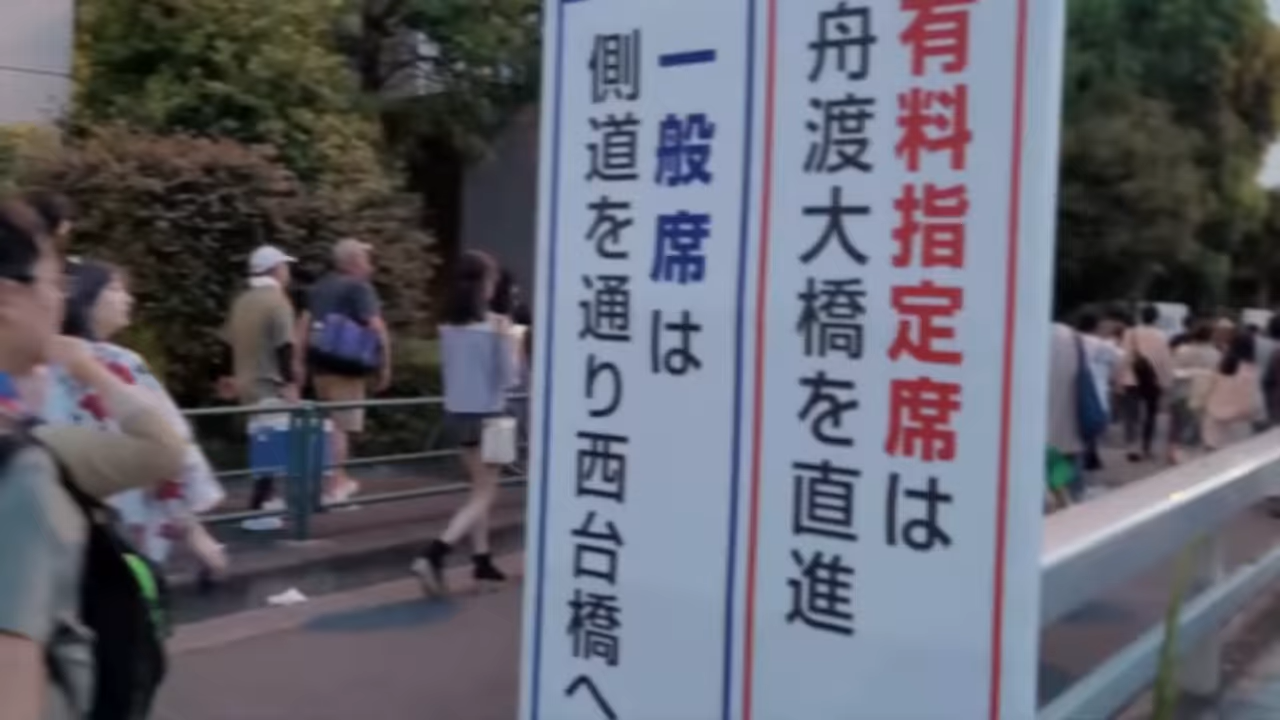 有料指定席は
舟渡大橋を直進
一般席は
側道を通り西台橋へ